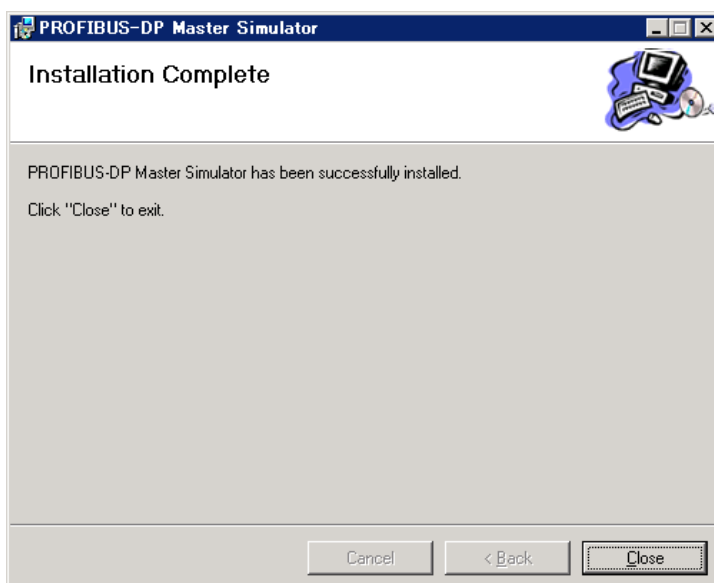 PROFIBUS-DP Master Simulator
Installation Complete
PROFIBUS-DP Master Simulator has been successfully installed.
Click "Close" to exit.
Cancel
< Back
Close